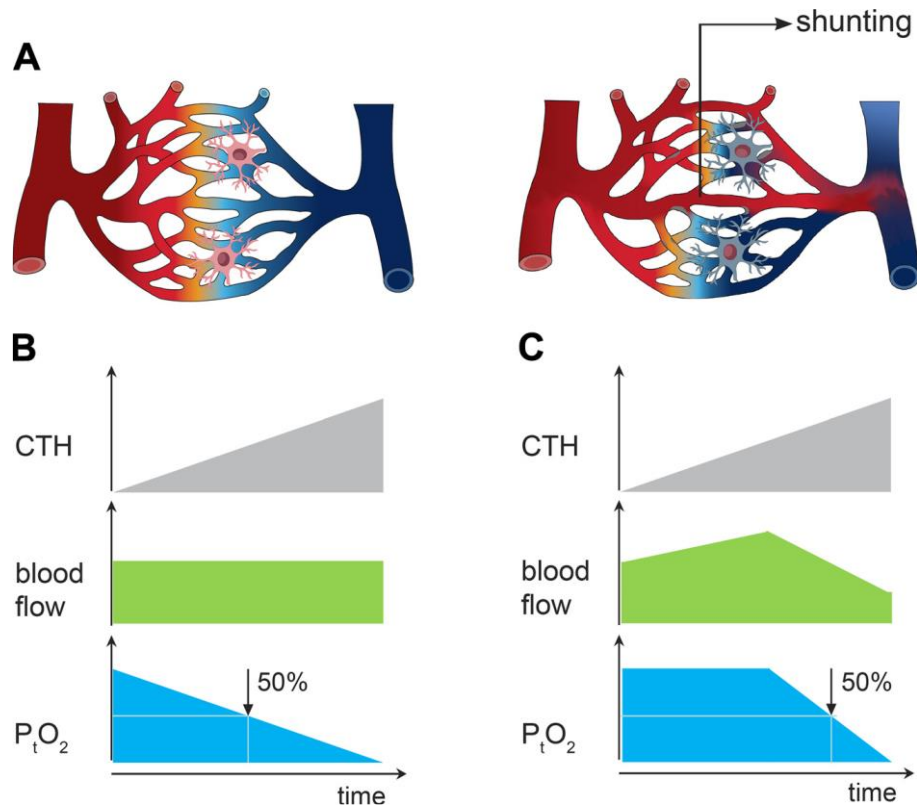 shunting
A
B
CTH
blood
flow
50%
PtO2
time
C
CTH
blood
flow
50%
PtO2
time